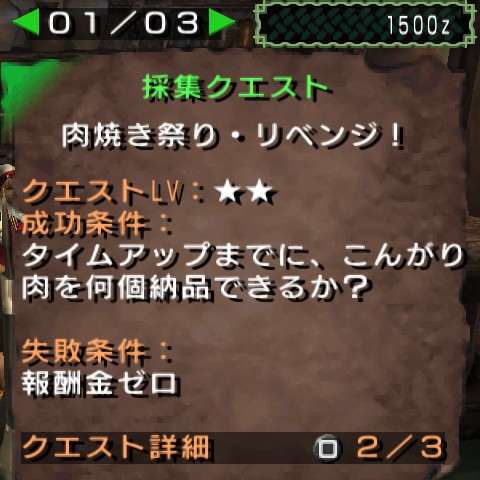 01/03
1500z
採集クエスト
肉焼き祭り・リベンジ！
クエストLV：★★
成功条件：
タイムアップまでに、こんがり
肉を何個納品できるか？
失敗条件：
報酬金ゼロ
クエスト詳細 2/3